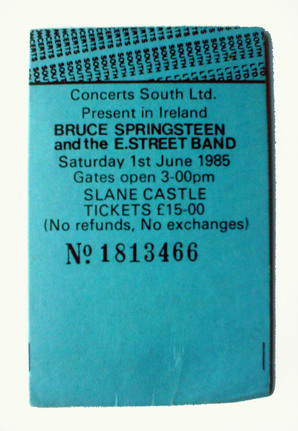 Concerts South Ltd.
Present in Ireland
BRUCE SPRINGSTEEN
and the E.STREET BAND
Saturday 1st June 1985
Gates open 3-00pm
SLANE CASTLE
TICKETS £15-00
(No refunds, No exchanges)
Nº 1813466